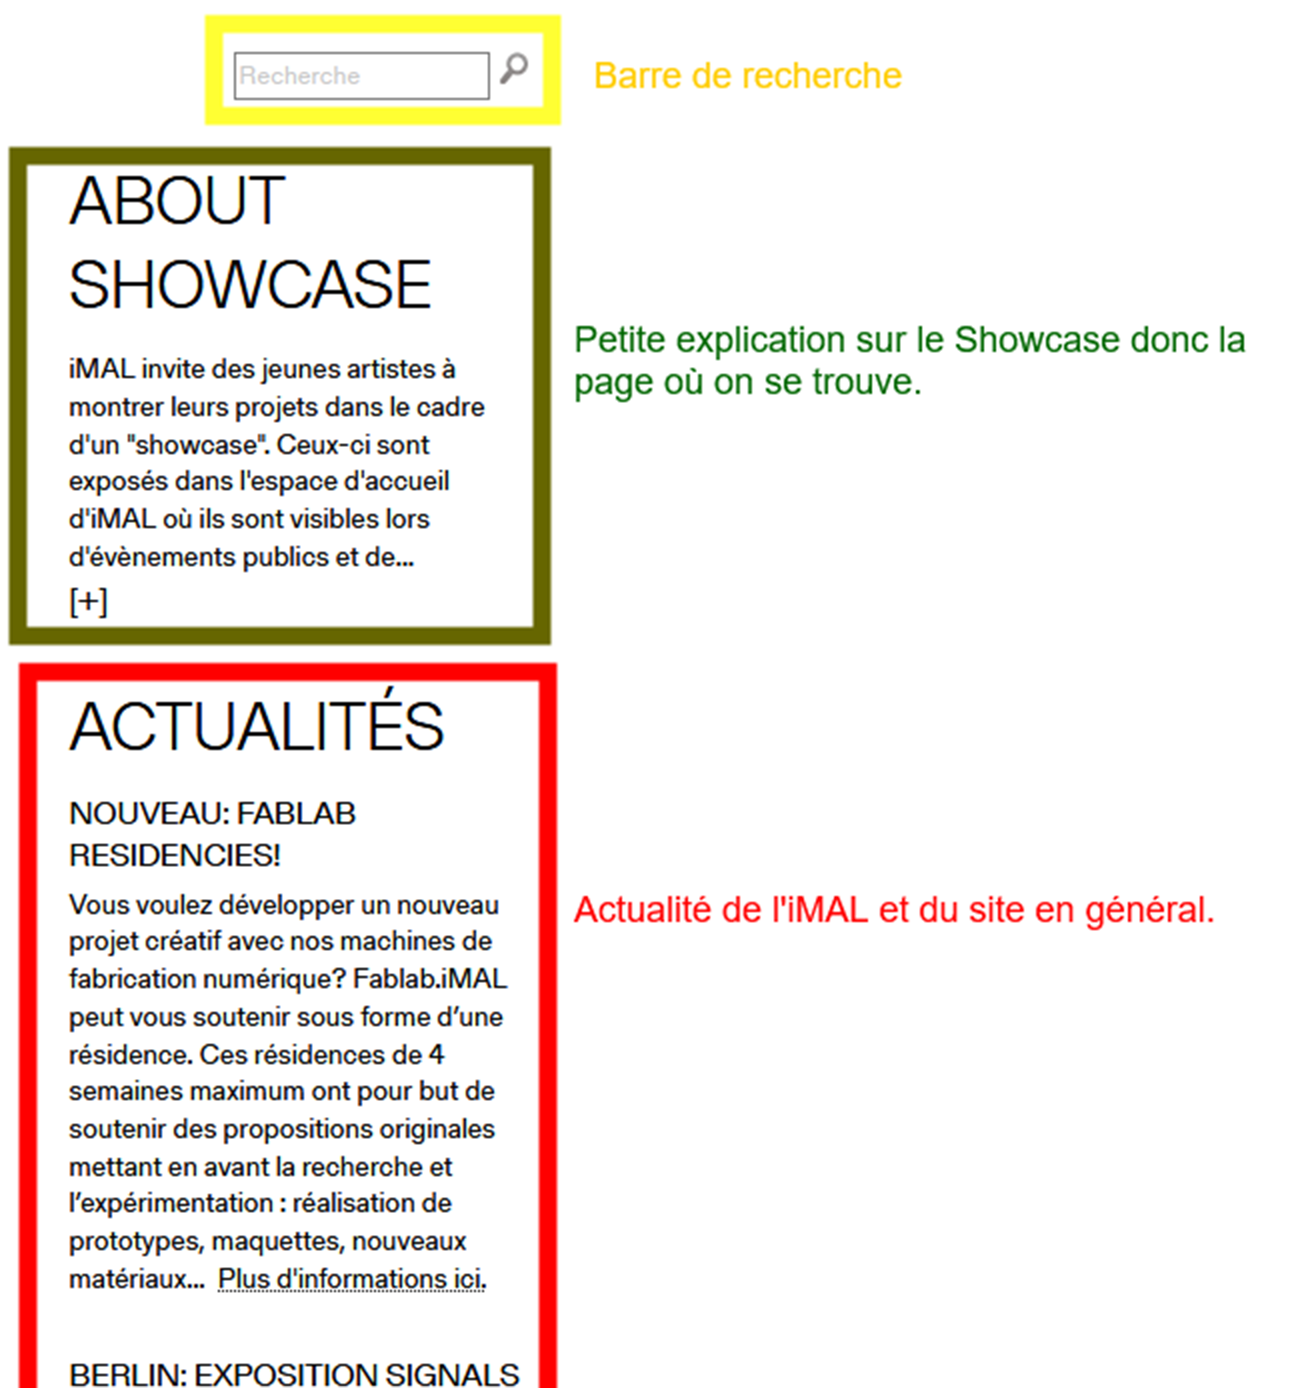 Recherche
Barre de recherche
ABOUT
SHOWCASE
iMAL invite des jeunes artistes à
montrer leurs projets dans le cadre
d'un "showcase". Ceux-ci sont
exposés dans l'espace d'accueil
d'iMAL où ils sont visibles lors
d'évènements publics et de...
[+]
Petite explication sur le Showcase donc la
page où on se trouve.
ACTUALITÉS
NOUVEAU: FABLAB
RESIDENCIES!
Vous voulez développer un nouveau
projet créatif avec nos machines de
fabrication numérique? Fablab.iMAL
peut vous soutenir sous forme d’une
résidence. Ces résidences de 4
semaines maximum ont pour but de
soutenir des propositions originales
mettant en avant la recherche et
l’expérimentation : réalisation de
prototypes, maquettes, nouveaux
matériaux... Plus d'informations ici.
BERLIN: EXPOSITION SIGNALS
Actualité de l'iMAL et du site en général.